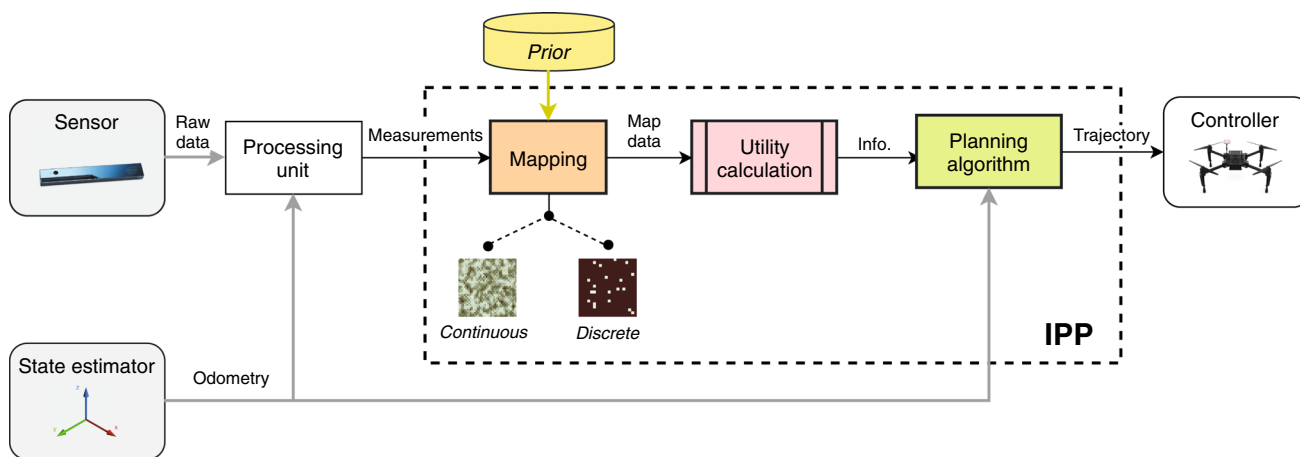 Prior
Sensor
Raw
data
Processing
unit
Measurements
Mapping
Map
data
Utility
calculation
Info.
Planning
algorithm
Trajectory
Controller
Continuous
Discrete
IPP
State estimator
z
y
x
Odometry